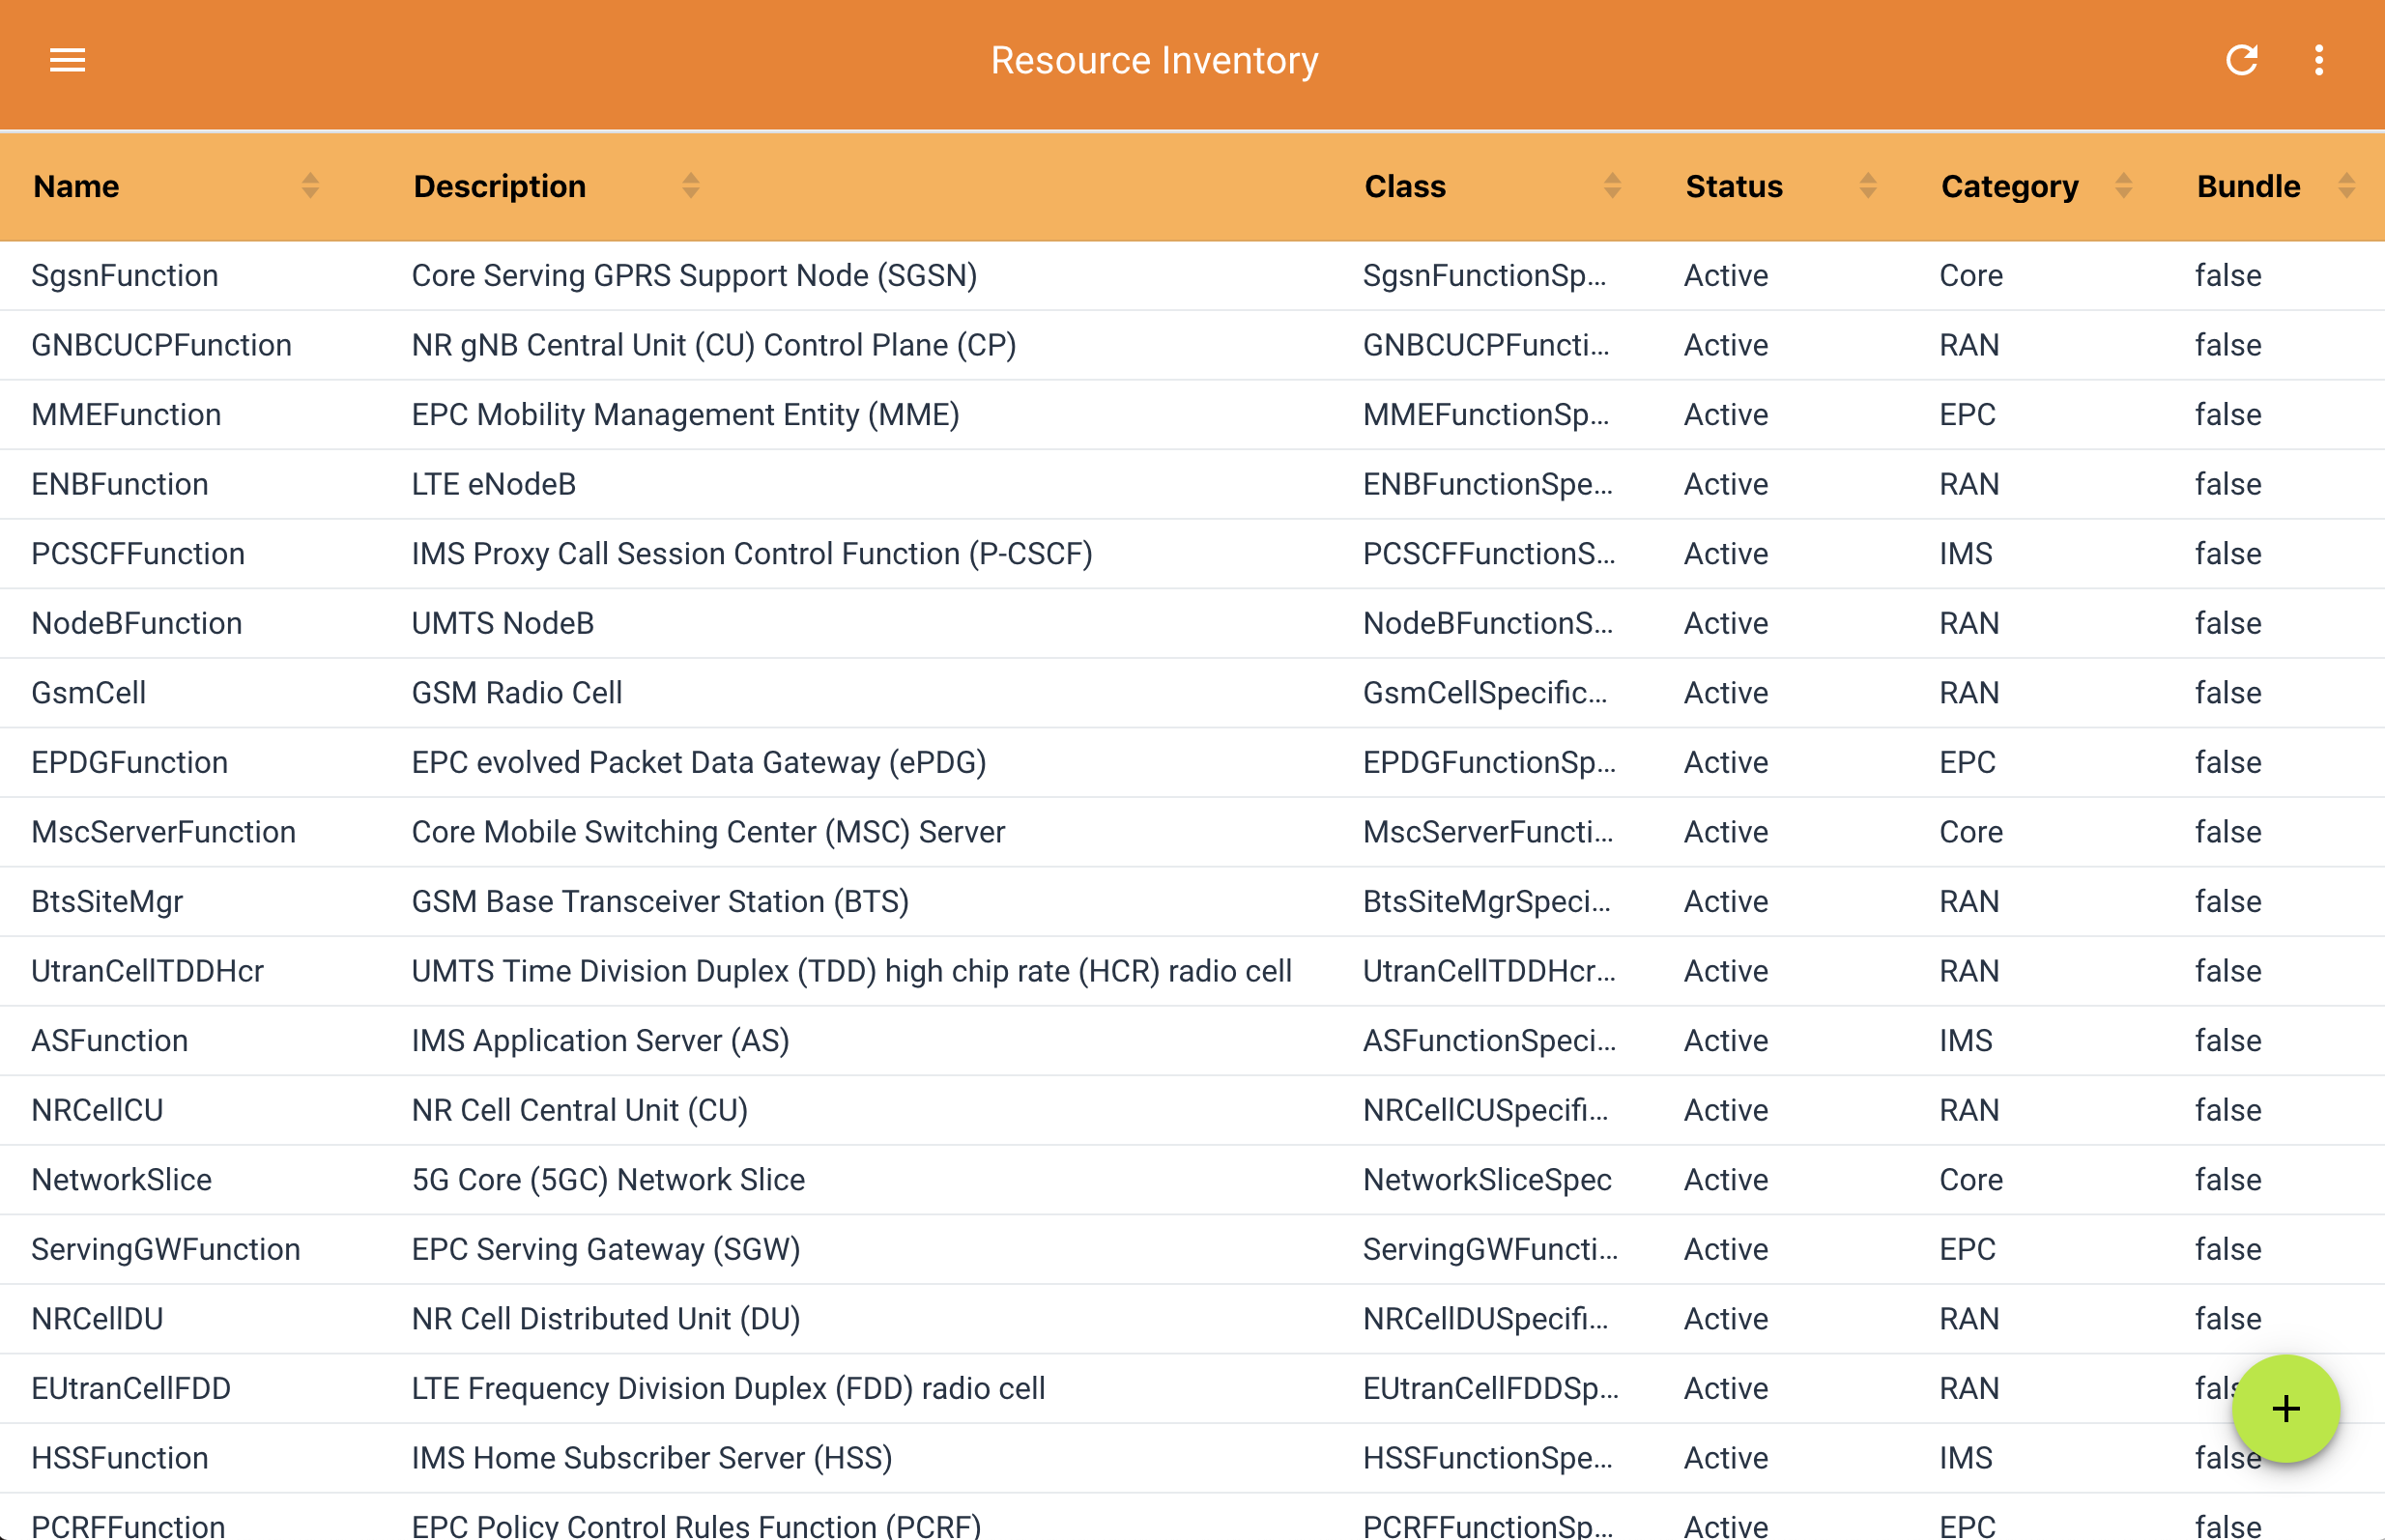 Resource Inventory
Name Description Class Status Category Bundle
SgsnFunction Core Serving GPRS Support Node (SGSN) SgsnFunctionSp... Active Core false
GNBCUCPFunction NR gNB Central Unit (CU) Control Plane (CP) GNBCUCPFuncti... Active RAN false
MMEFunction EPC Mobility Management Entity (MME) MMEFunctionSp... Active EPC false
ENBFunction LTE eNodeB ENBFunctionSpe... Active RAN false
PCSCFFunction IMS Proxy Call Session Control Function (P-CSCF) PCSCFFunctionS... Active IMS false
NodeBFunction UMTS NodeB NodeBFunctionS... Active RAN false
GsmCell GSM Radio Cell GsmCellSpecific... Active RAN false
EPDGFunction EPC evolved Packet Data Gateway (ePDG) EPDGFunctionSp... Active EPC false
MscServerFunction Core Mobile Switching Center (MSC) Server MscServerFuncti... Active Core false
BtsSiteMgr GSM Base Transceiver Station (BTS) BtsSiteMgrSpeci... Active RAN false
UtranCellTDDHcr UMTS Time Division Duplex (TDD) high chip rate (HCR) radio cell UtranCellTDDHcr... Active RAN false
ASFunction IMS Application Server (AS) ASFunctionSpeci... Active IMS false
NRCellCU NR Cell Central Unit (CU) NRCellCUSpecifi... Active RAN false
NetworkSlice 5G Core (5GC) Network Slice NetworkSliceSpec Active Core false
ServingGWFunction EPC Serving Gateway (SGW) ServingGWFuncti... Active EPC false
NRCellDU NR Cell Distributed Unit (DU) NRCellDUSpecifi... Active RAN false
EUtranCellFDD LTE Frequency Division Duplex (FDD) radio cell EUtranCellFDDSp... Active RAN fals
HSSFunction IMS Home Subscriber Server (HSS) HSSFunctionSpe... Active IMS false
PCRFFunction EPC Policy Control Rules Function (PCRF) PCRFFunctionSp... Active EPC false